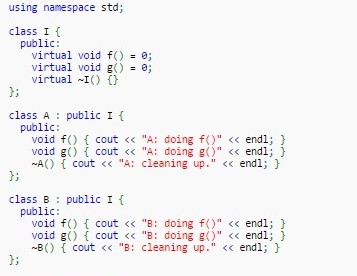 using namespace std;
class I {
public:
virtual void f() = 0;
virtual void g() = 0;
virtual ~I() {}
};
class A : public I {
public:
void f() { cout << "A: doing f()" << endl; }
void g() { cout << "A: doing g()" << endl; }
~A() { cout << "A: cleaning up." << endl; }
};
class B : public I {
public:
void f() { cout << "B: doing f()" << endl; }
void g() { cout << "B: doing g()" << endl; }
~B() { cout << "B: cleaning up." << endl; }
};